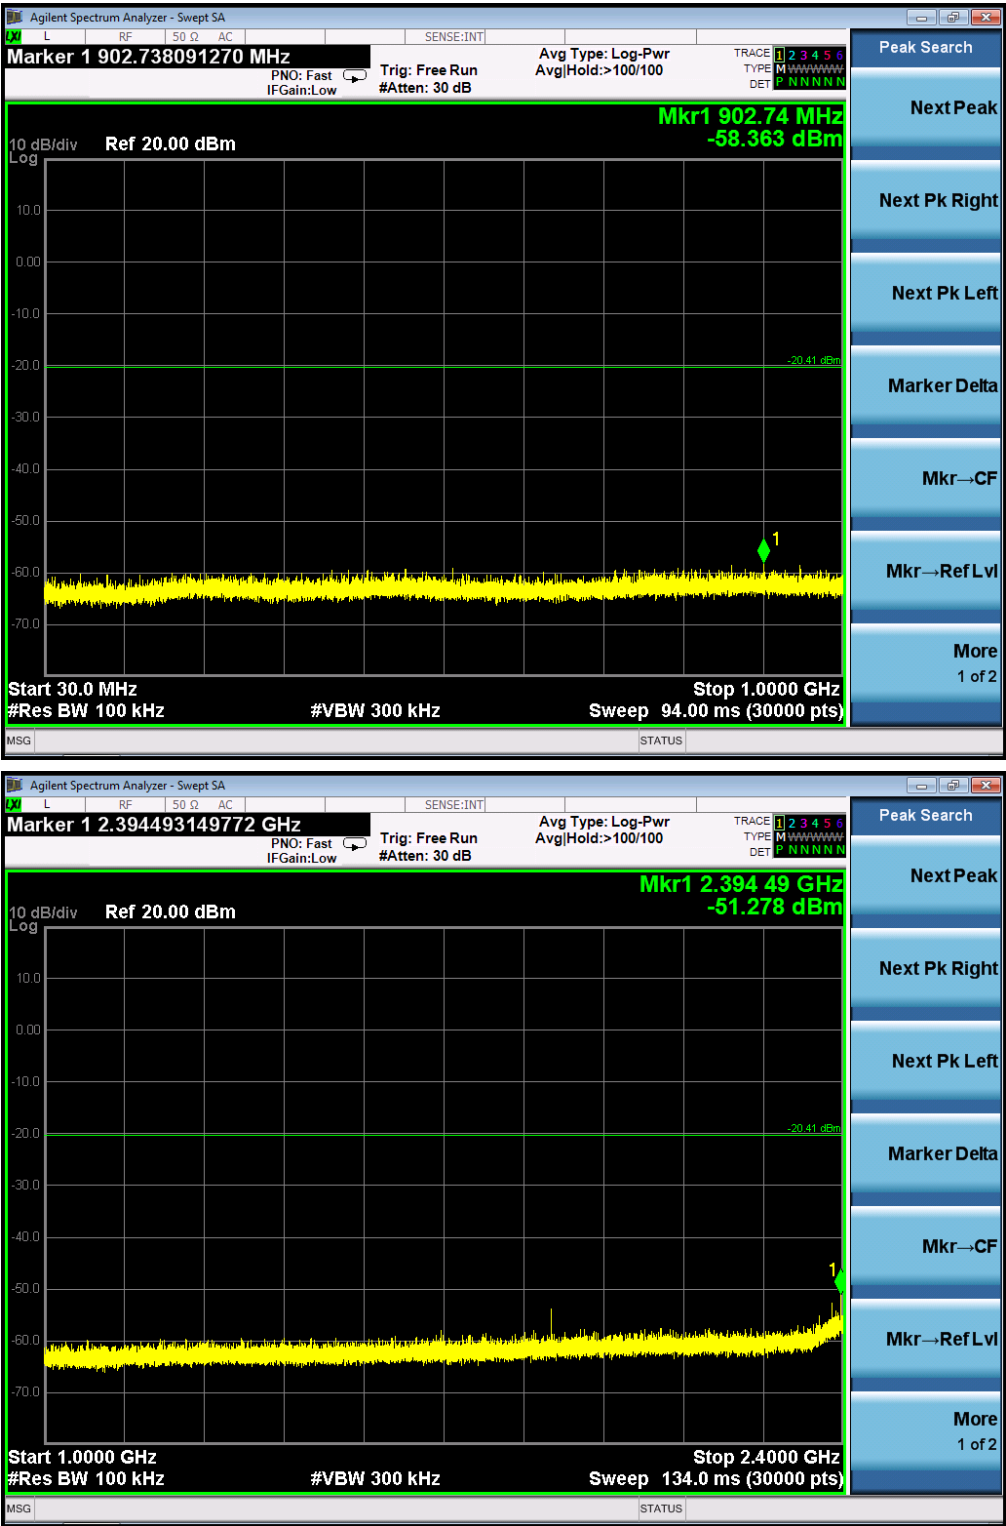 Agilent Spectrum Analyzer - Swept SA
LXI L RF 50 Ω AC SENSE:INT
Marker 1 902.738091270 MHz
PNO: Fast
IFGain:Low
Trig: Free Run
#Atten: 30 dB
Avg Type: Log-Pwr
Avg|Hold:>100/100
TRACE 1 2 3 4 5 6
TYPE M WWWWW
DET P N N N N N
Mkr1 902.74 MHz
-58.363 dBm
10 dB/div Ref 20.00 dBm
Log
10.0
0.00
-10.0
-20.0
-20.41 dBm
-30.0
-40.0
-50.0
1
-60.0
-70.0
Start 30.0 MHz Stop 1.0000 GHz
#Res BW 100 kHz #VBW 300 kHz Sweep 94.00 ms (30000 pts)
MSG STATUS
Peak Search
Next Peak
Next Pk Right
Next Pk Left
Marker Delta
Mkr→CF
Mkr→Ref Lvl
More
1 of 2
Agilent Spectrum Analyzer - Swept SA
LXI L RF 50 Ω AC SENSE:INT
Marker 1 2.394493149772 GHz
PNO: Fast
IFGain:Low
Trig: Free Run
#Atten: 30 dB
Avg Type: Log-Pwr
Avg|Hold:>100/100
TRACE 1 2 3 4 5 6
TYPE M WWWWW
DET P N N N N N
Mkr1 2.394 49 GHz
-51.278 dBm
10 dB/div Ref 20.00 dBm
Log
10.0
0.00
-10.0
-20.0
-20.41 dBm
-30.0
-40.0
1
-50.0
-60.0
-70.0
Start 1.0000 GHz Stop 2.4000 GHz
#Res BW 100 kHz #VBW 300 kHz Sweep 134.0 ms (30000 pts)
MSG STATUS
Peak Search
Next Peak
Next Pk Right
Next Pk Left
Marker Delta
Mkr→CF
Mkr→Ref Lvl
More
1 of 2